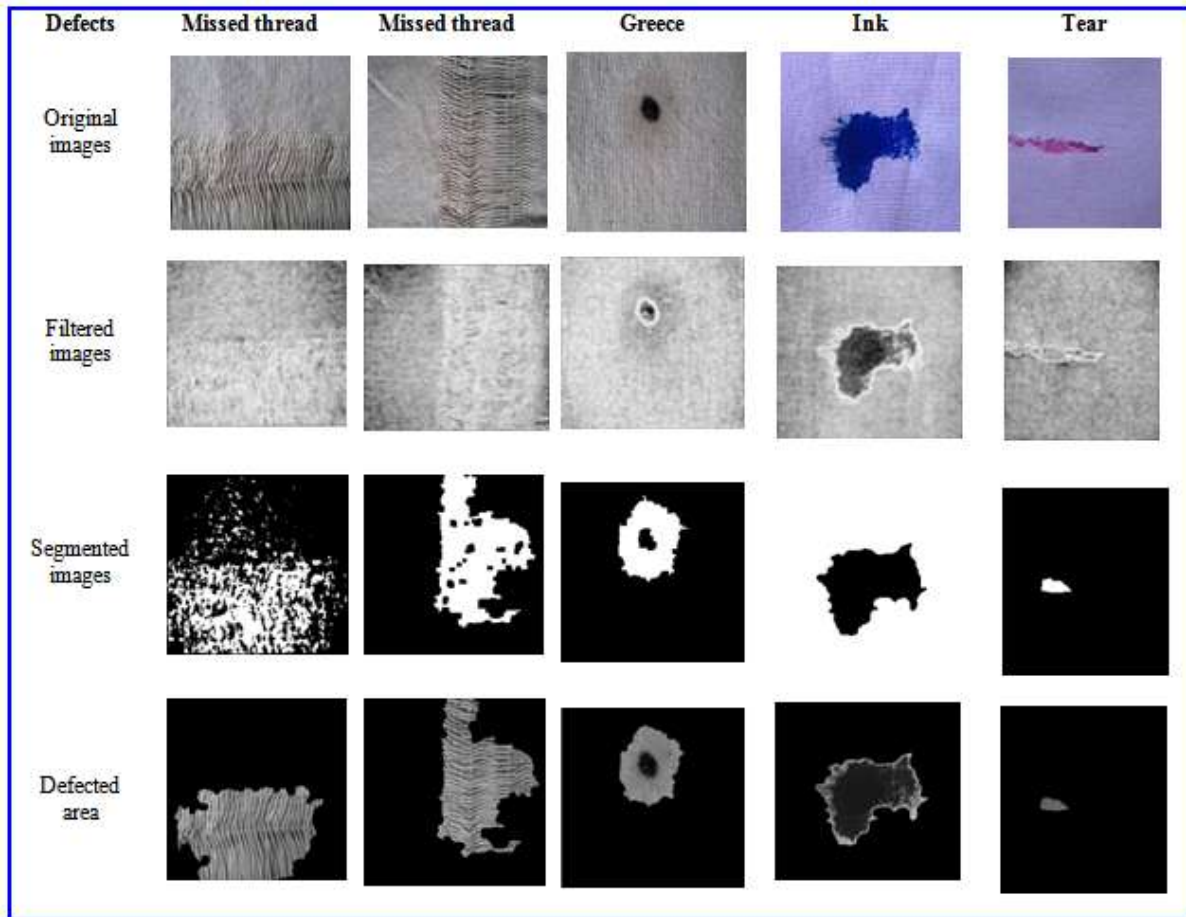 Defects Missed thread Missed thread Greece Ink Tear
Original
images
Filtered
images
Segmented
images
Defected
area